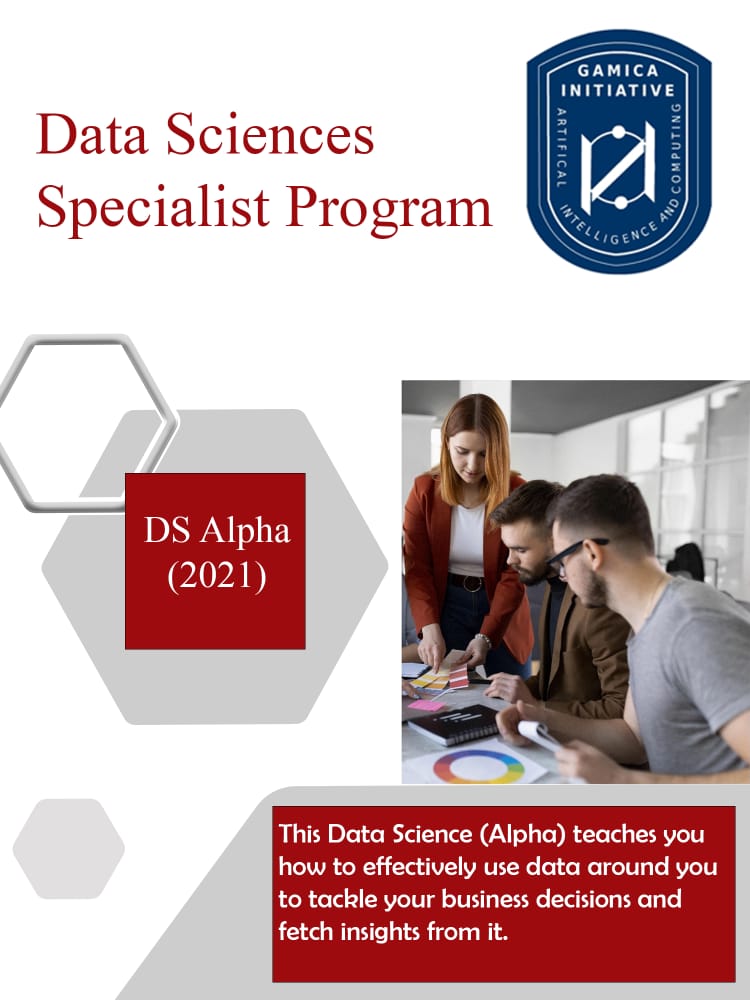 GAMICA
INITIATIVE
ARTIFICAL
INTELLIGENCE AND COMPUTING
Data Sciences
Specialist Program
DS Alpha
(2021)
This Data Science (Alpha) teaches you
how to effectively use data around you
to tackle your business decisions and
fetch insights from it.